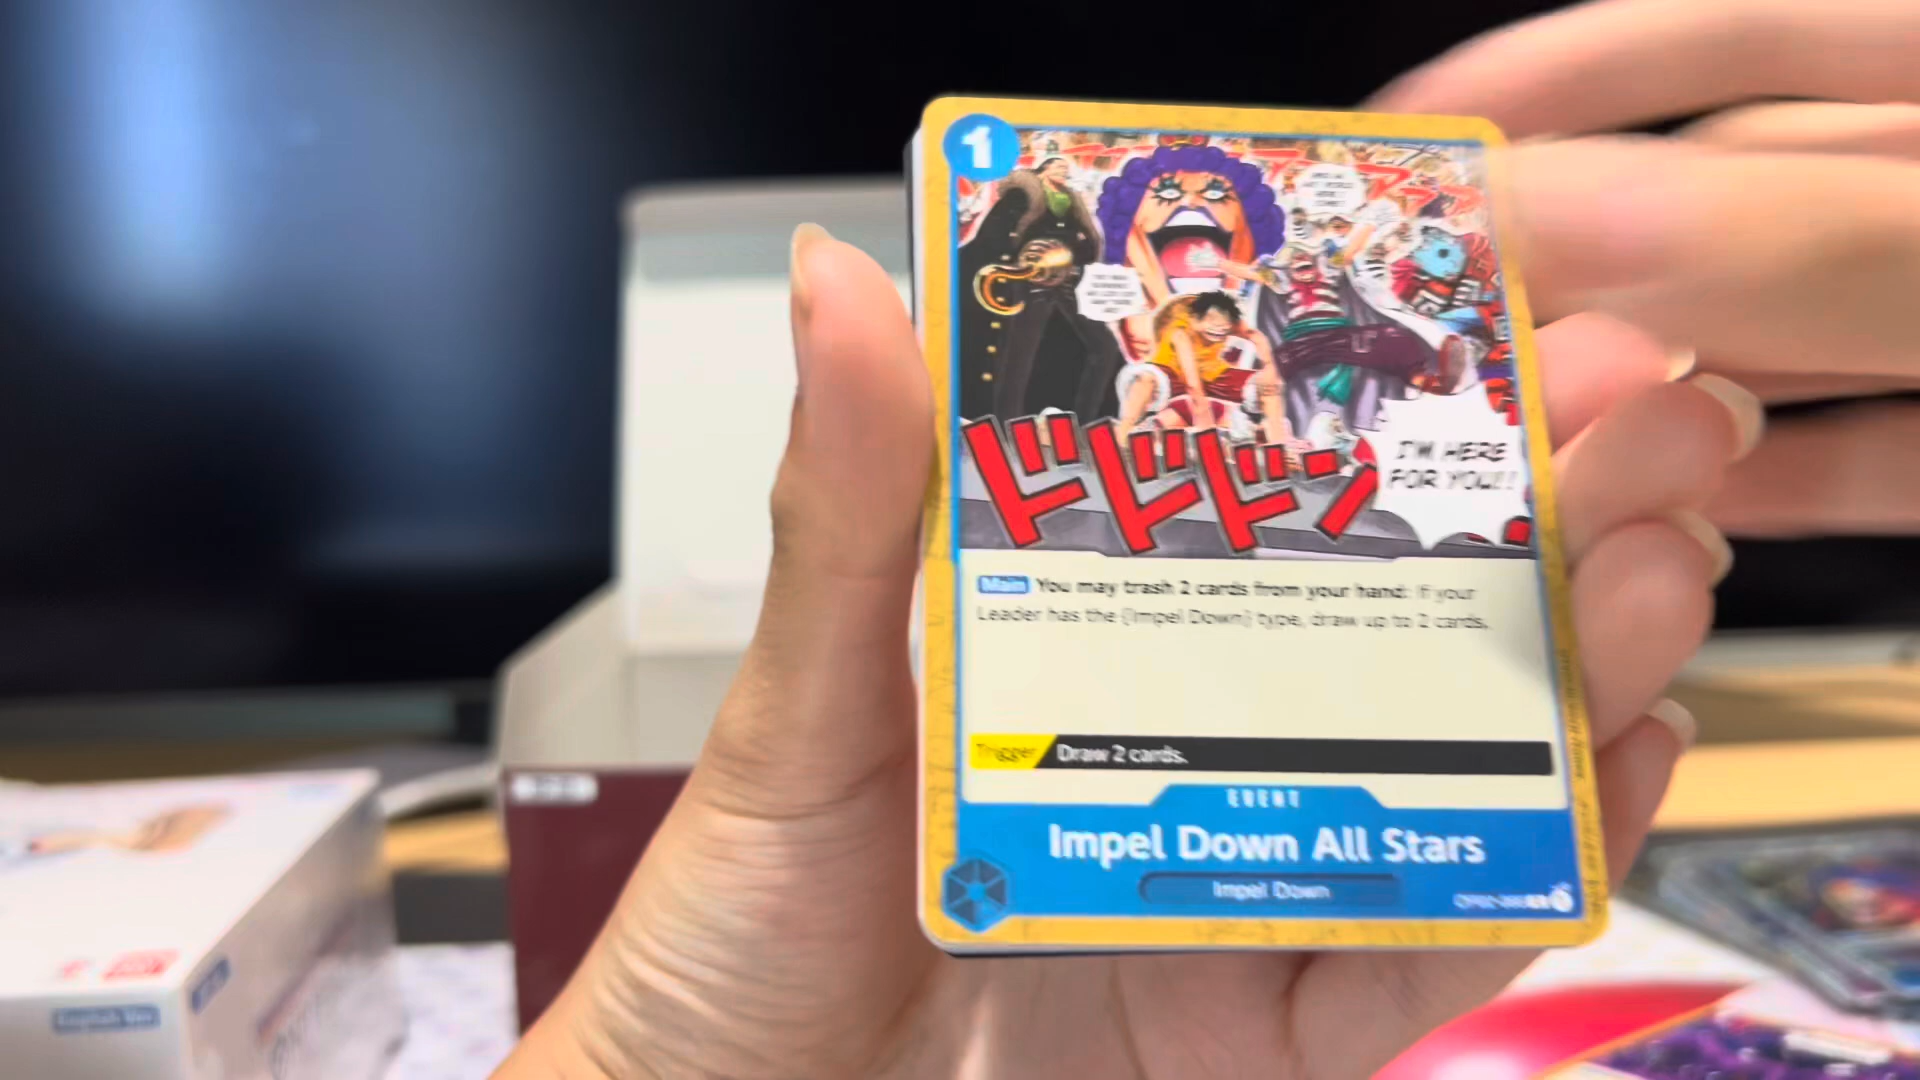 1
ドドドン
I'M HERE
FOR YOU!!
Main You may trash 2 cards from your hand: If your
Leader has the {Impel Down} type, draw up to 2 cards.
Trigger Draw 2 cards.
EVENT
Impel Down All Stars
Impel Down
English Ver.